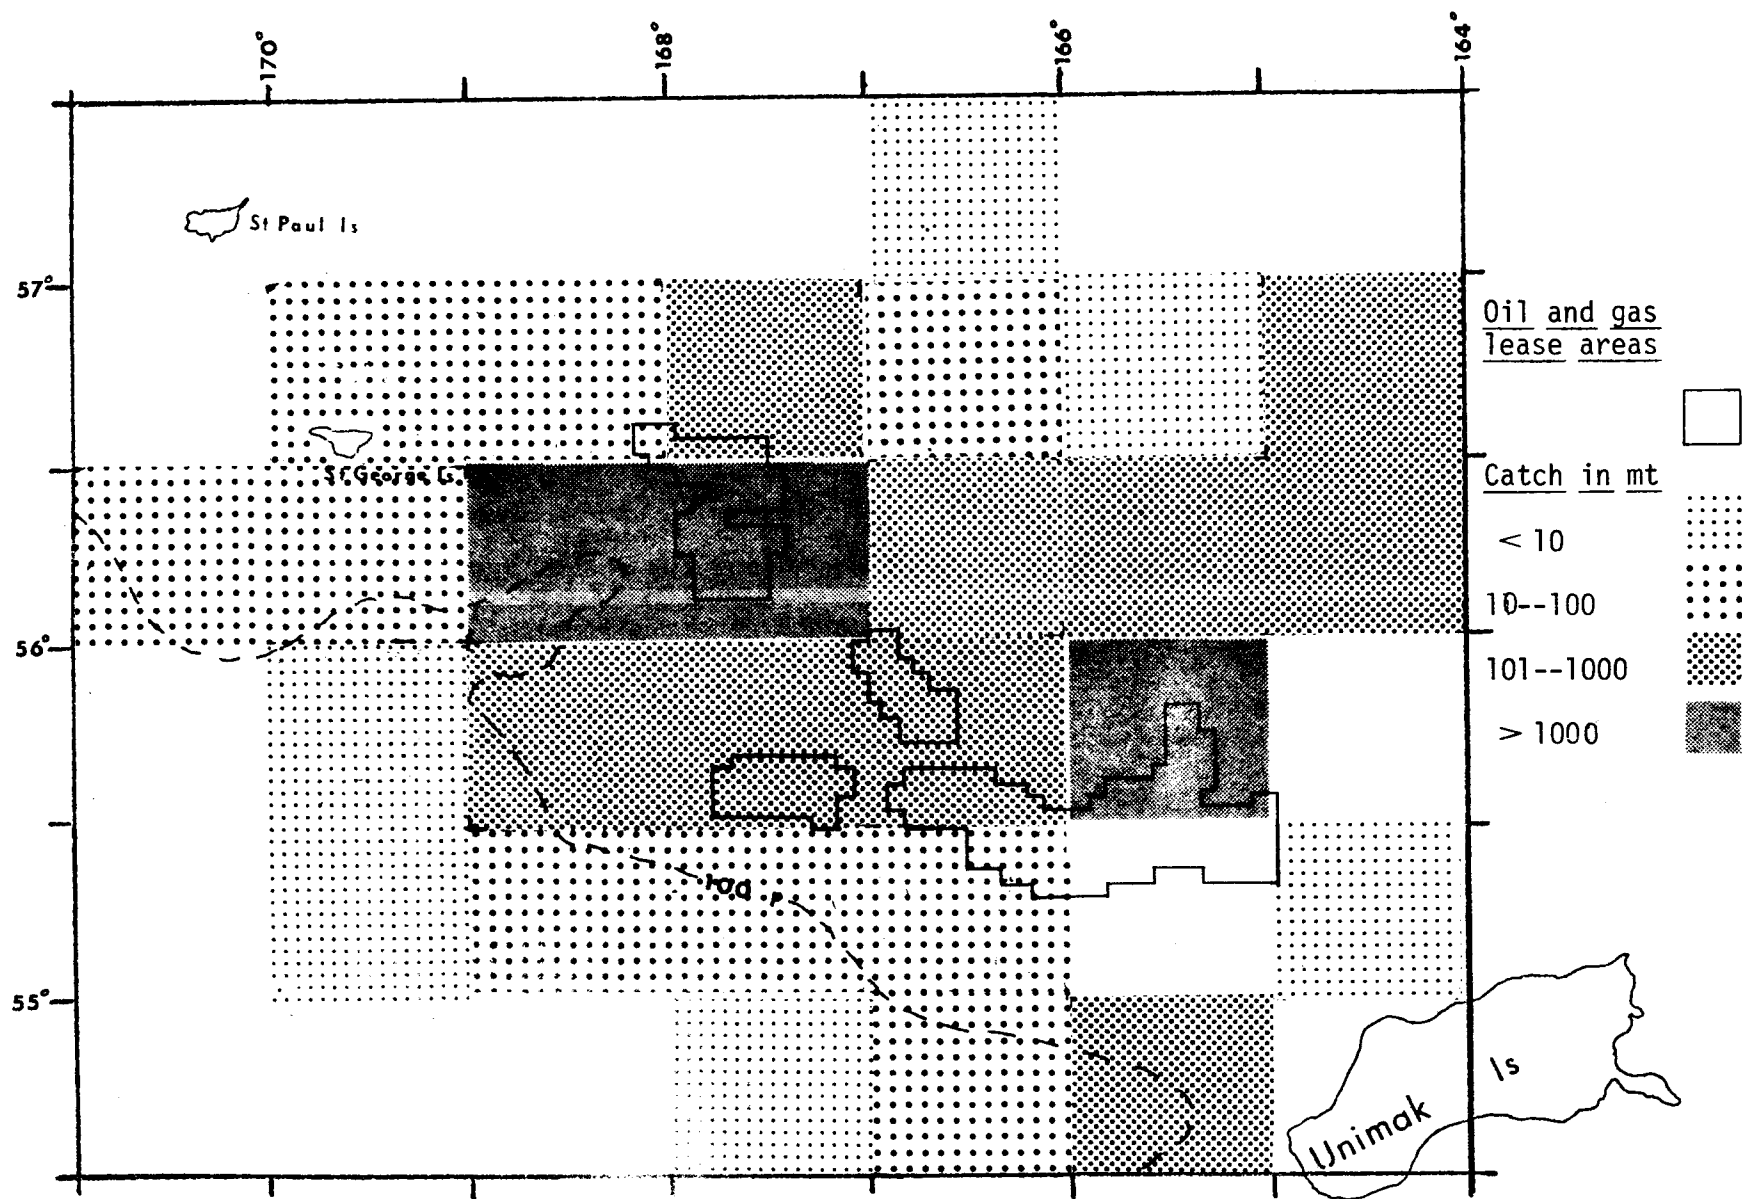 170°
168°
166°
164°
St Paul Is
57°
Oil and gas
lease areas
St George Is
Catch in mt
< 10
10--100
56°
101--1000
> 1000
55°
Is
Unimak